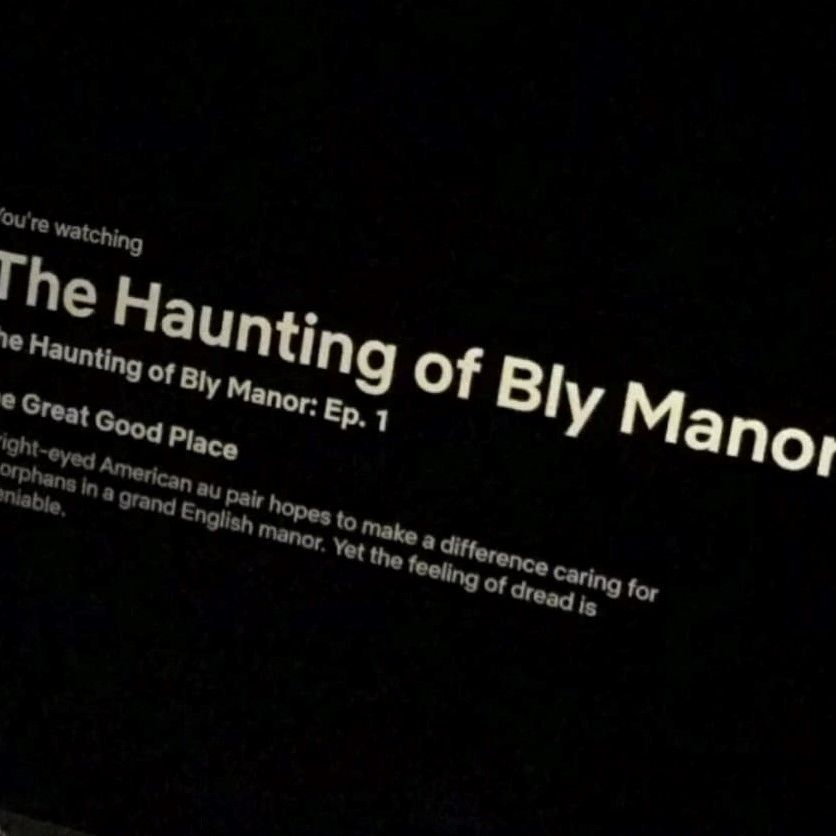 You're watching
The Haunting of Bly Manor
he Haunting of Bly Manor: Ep. 1
e Great Good Place
right-eyed American au pair hopes to make a difference caring for
orphans in a grand English manor. Yet the feeling of dread is
eniable.